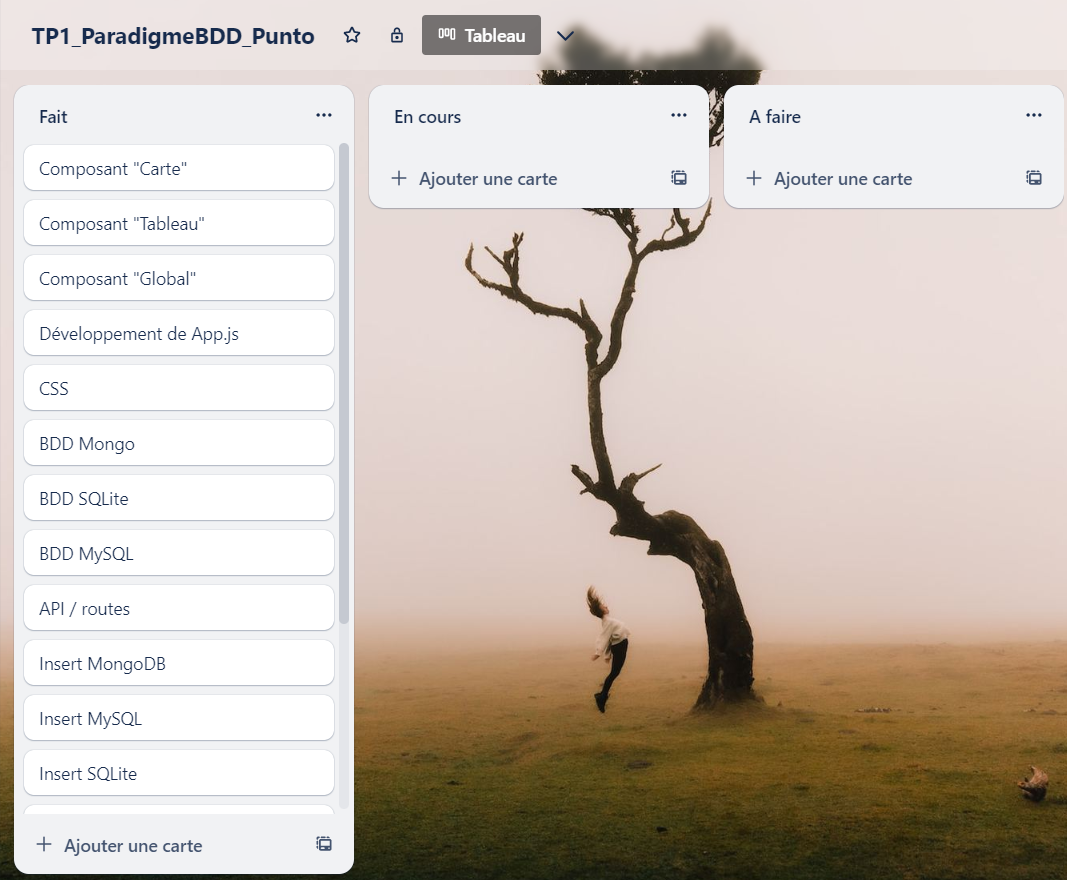 TP1_ParadigmeBDD_Punto
Tableau
Fait
Composant "Carte"
Composant "Tableau"
Composant "Global"
Développement de App.js
CSS
BDD Mongo
BDD SQLite
BDD MySQL
API / routes
Insert MongoDB
Insert MySQL
Insert SQLite
Ajouter une carte
En cours
Ajouter une carte
A faire
Ajouter une carte